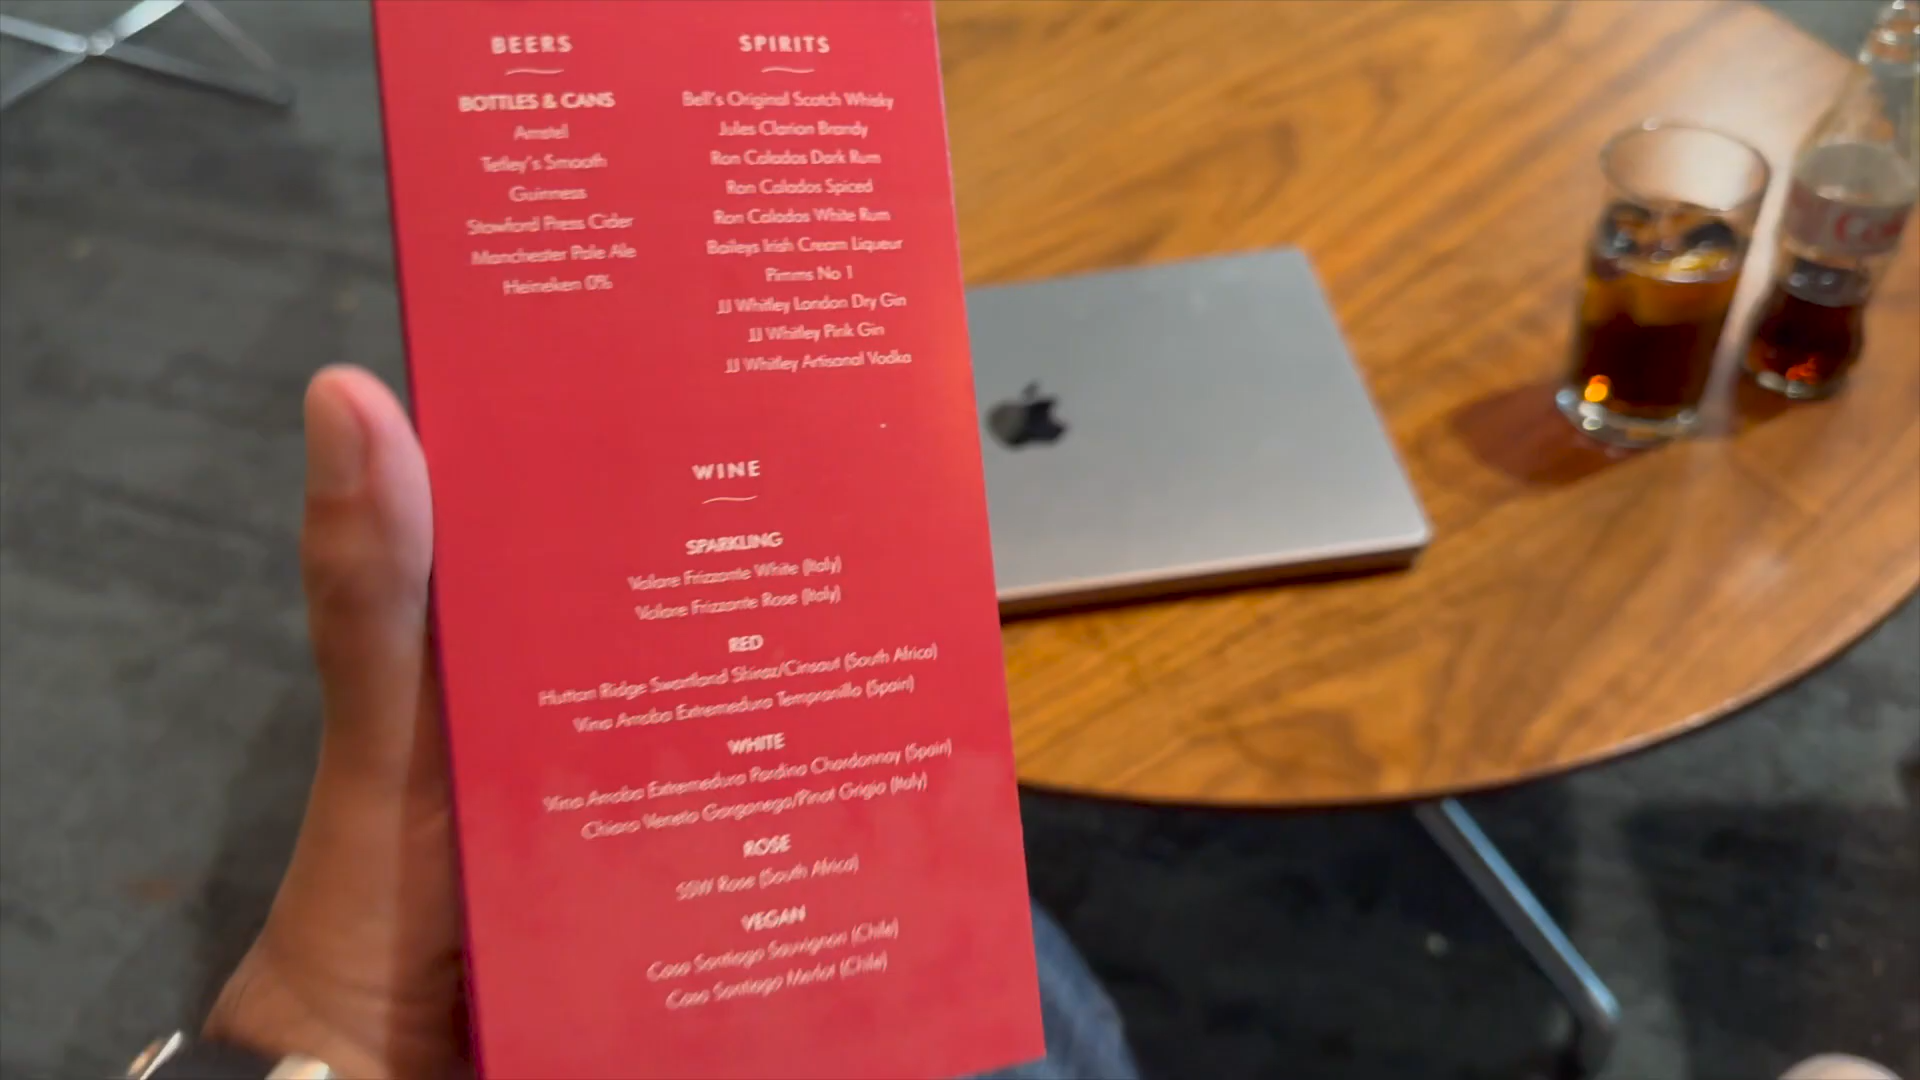 BEERS
BOTTLES & CANS
Amstel
Tetley's Smooth
Guinness
Stowford Press Cider
Manchester Pale Ale
Heineken 0%
SPIRITS
Bell's Original Scotch Whisky
Jules Clarion Brandy
Ron Calados Dark Rum
Ron Calados Spiced
Ron Calados White Rum
Baileys Irish Cream Liqueur
Pimms No 1
JJ Whitley London Dry Gin
JJ Whitley Pink Gin
JJ Whitley Artisanal Vodka
WINE
SPARKLING
Volare Frizzante White (Italy)
Volare Frizzante Rose (Italy)
RED
Hutton Ridge Swartland Shiraz/Cinsaut (South Africa)
Vina Arroba Extremedura Tempranillo (Spain)
WHITE
Vina Arroba Extremedura Pardina Chardonnay (Spain)
Chiaro Veneto Garganega/Pinot Grigio (Italy)
ROSE
SSW Rose (South Africa)
VEGAN
Casa Santiago Sauvignon (Chile)
Casa Santiago Merlot (Chile)